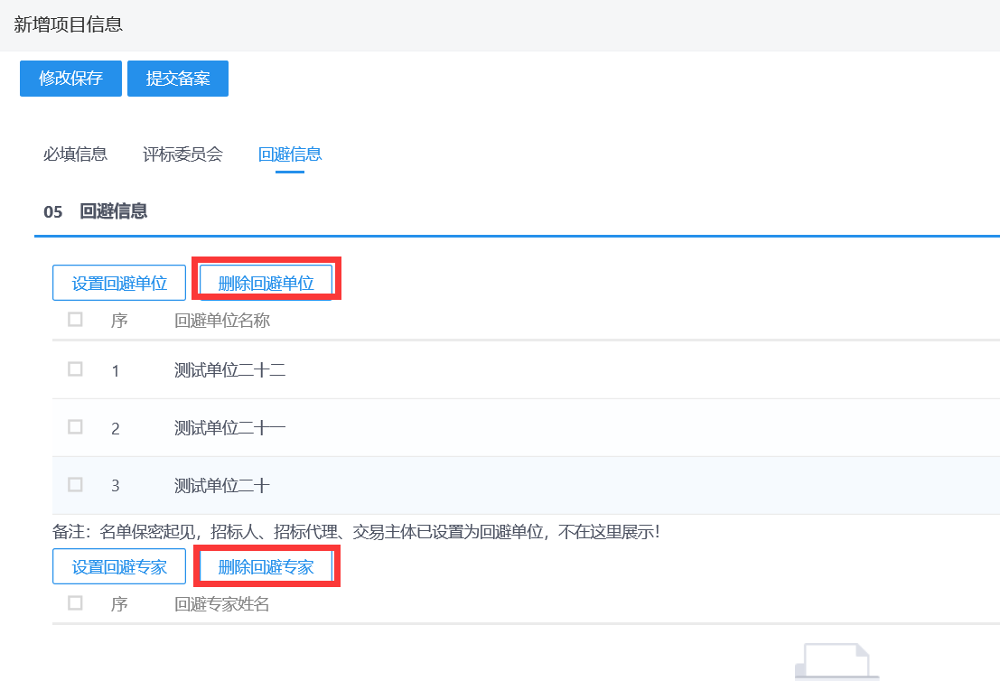 新增项目信息
修改保存 提交备案
必填信息 评标委员会 回避信息
05 回避信息
设置回避单位 删除回避单位
序 回避单位名称
1 测试单位二十二
2 测试单位二十一
3 测试单位二十
备注：名单保密起见，招标人、招标代理、交易主体已设置为回避单位，不在这里展示！
设置回避专家 删除回避专家
序 回避专家姓名